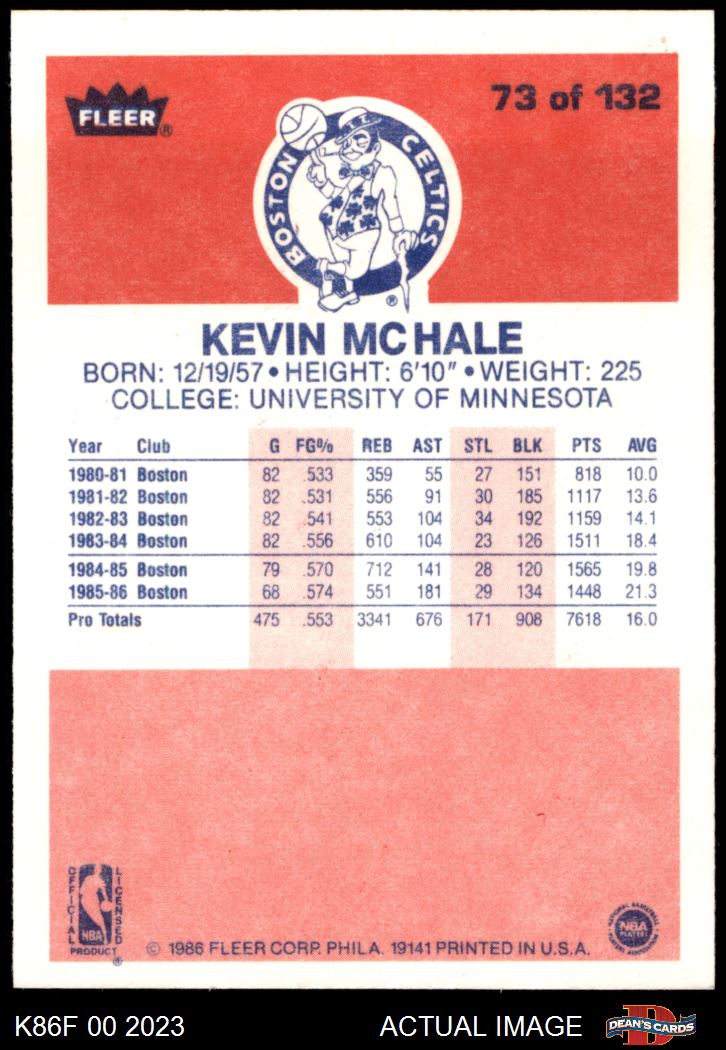 FLEER®
73 of 132
BOSTON CELTICS
®
KEVIN MCHALE
BORN: 12/19/57 • HEIGHT: 6'10" • WEIGHT: 225
COLLEGE: UNIVERSITY OF MINNESOTA
Year Club G FG% REB AST STL BLK PTS AVG
1980-81 Boston 82 .533 359 55 27 151 818 10.0
1981-82 Boston 82 .531 556 91 30 185 1117 13.6
1982-83 Boston 82 .541 553 104 34 192 1159 14.1
1983-84 Boston 82 .556 610 104 23 126 1511 18.4
1984-85 Boston 79 .570 712 141 28 120 1565 19.8
1985-86 Boston 68 .574 551 181 29 134 1448 21.3
Pro Totals 475 .553 3341 676 171 908 7618 16.0
OFFICIAL LICENSED
NBA
PRODUCT ®
© 1986 FLEER CORP. PHILA. 19141 PRINTED IN U.S.A.
NATIONAL BASKETBALL
NBA
PLAYERS
PLAYERS ASSOCIATION
K86F 00 2023
ACTUAL IMAGE
D
DEAN'S CARDS